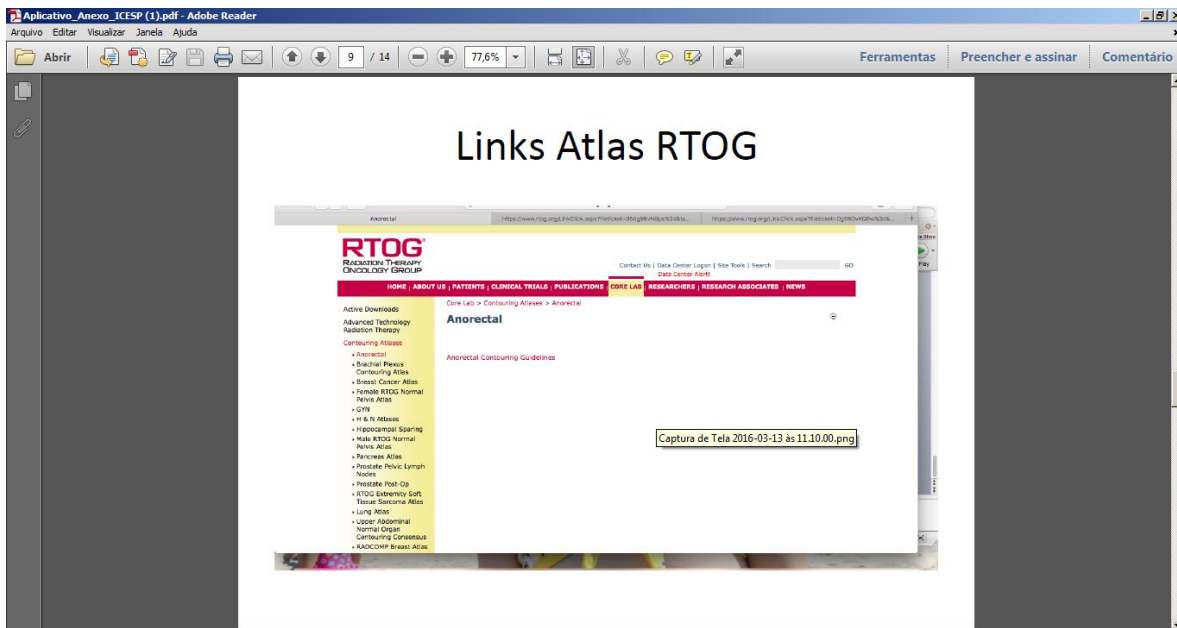 Aplicativo_Anexo_ICESP (1).pdf - Adobe Reader
Arquivo Editar Visualizar Janela Ajuda
Abrir 9 / 14 77,6% Ferramentas Preencher e assinar Comentário
Links Atlas RTOG
Anorectal
RTOG
RADIATION THERAPY
ONCOLOGY GROUP
Contact Us | Data Center Logon | Site Tools | Search GO
Data Center Alert!
HOME | ABOUT US | PATIENTS | CLINICAL TRIALS | PUBLICATIONS | CORE LAB | RESEARCHERS | RESEARCH ASSOCIATES | NEWS
Active Downloads
Advanced Technology
Radiation Therapy
Contouring Atlases
Anorectal
Brachial Plexus
Contouring Atlas
Breast Cancer Atlas
Female RTOG Normal
Pelvis Atlas
GYN
H & N Atlases
Hippocampal Sparing
Male RTOG Normal
Pelvis Atlas
Pancreas Atlas
Prostate Pelvic Lymph
Nodes
Prostate Post-Op
RTOG Extremity Soft
Tissue Sarcoma Atlas
Lung Atlas
Upper Abdominal
Normal Organ
Contouring Consensus
RADCOMP Breast Atlas
Core Lab > Contouring Atlases > Anorectal
Anorectal
Anorectal Contouring Guidelines
Captura de Tela 2016-03-13 às 11.10.00.png
Play